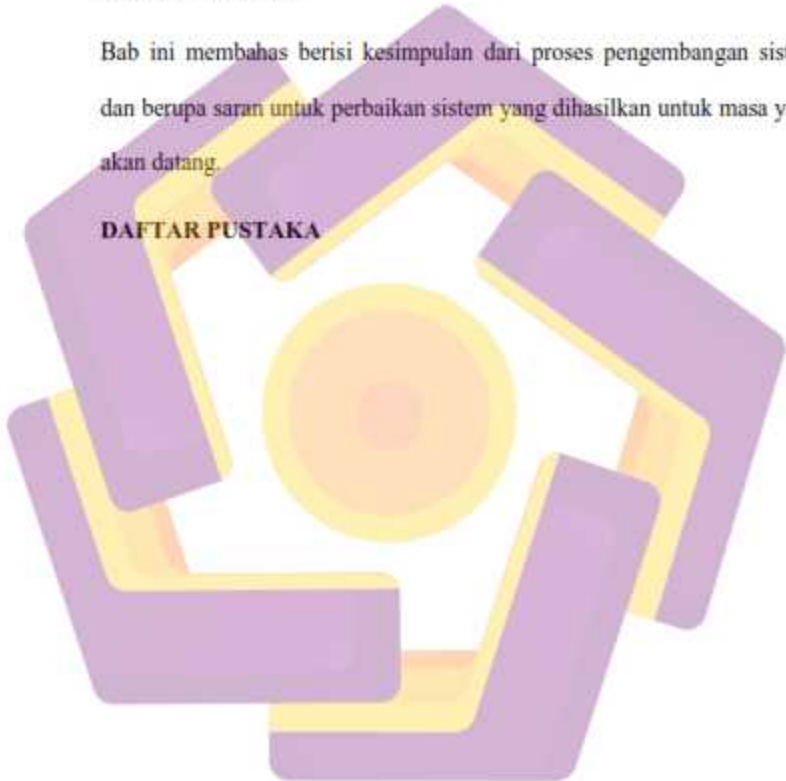 Bab ini membahas berisi kesimpulan dari proses pengembangan sist
dan berupa saran untuk perbaikan sistem yang dihasilkan untuk masa y
akan datang.
DAFTAR PUSTAKA